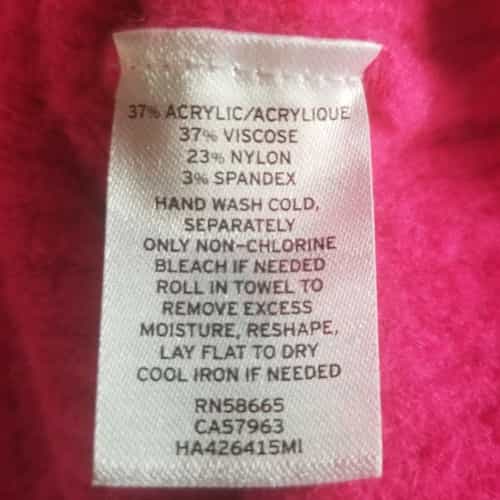 37% ACRYLIC/ACRYLIQUE
37% VISCOSE
23% NYLON
3% SPANDEX
HAND WASH COLD,
SEPARATELY
ONLY NON-CHLORINE
BLEACH IF NEEDED
ROLL IN TOWEL TO
REMOVE EXCESS
MOISTURE, RESHAPE,
LAY FLAT TO DRY
COOL IRON IF NEEDED
RN58665
CA57963
HA426415MI